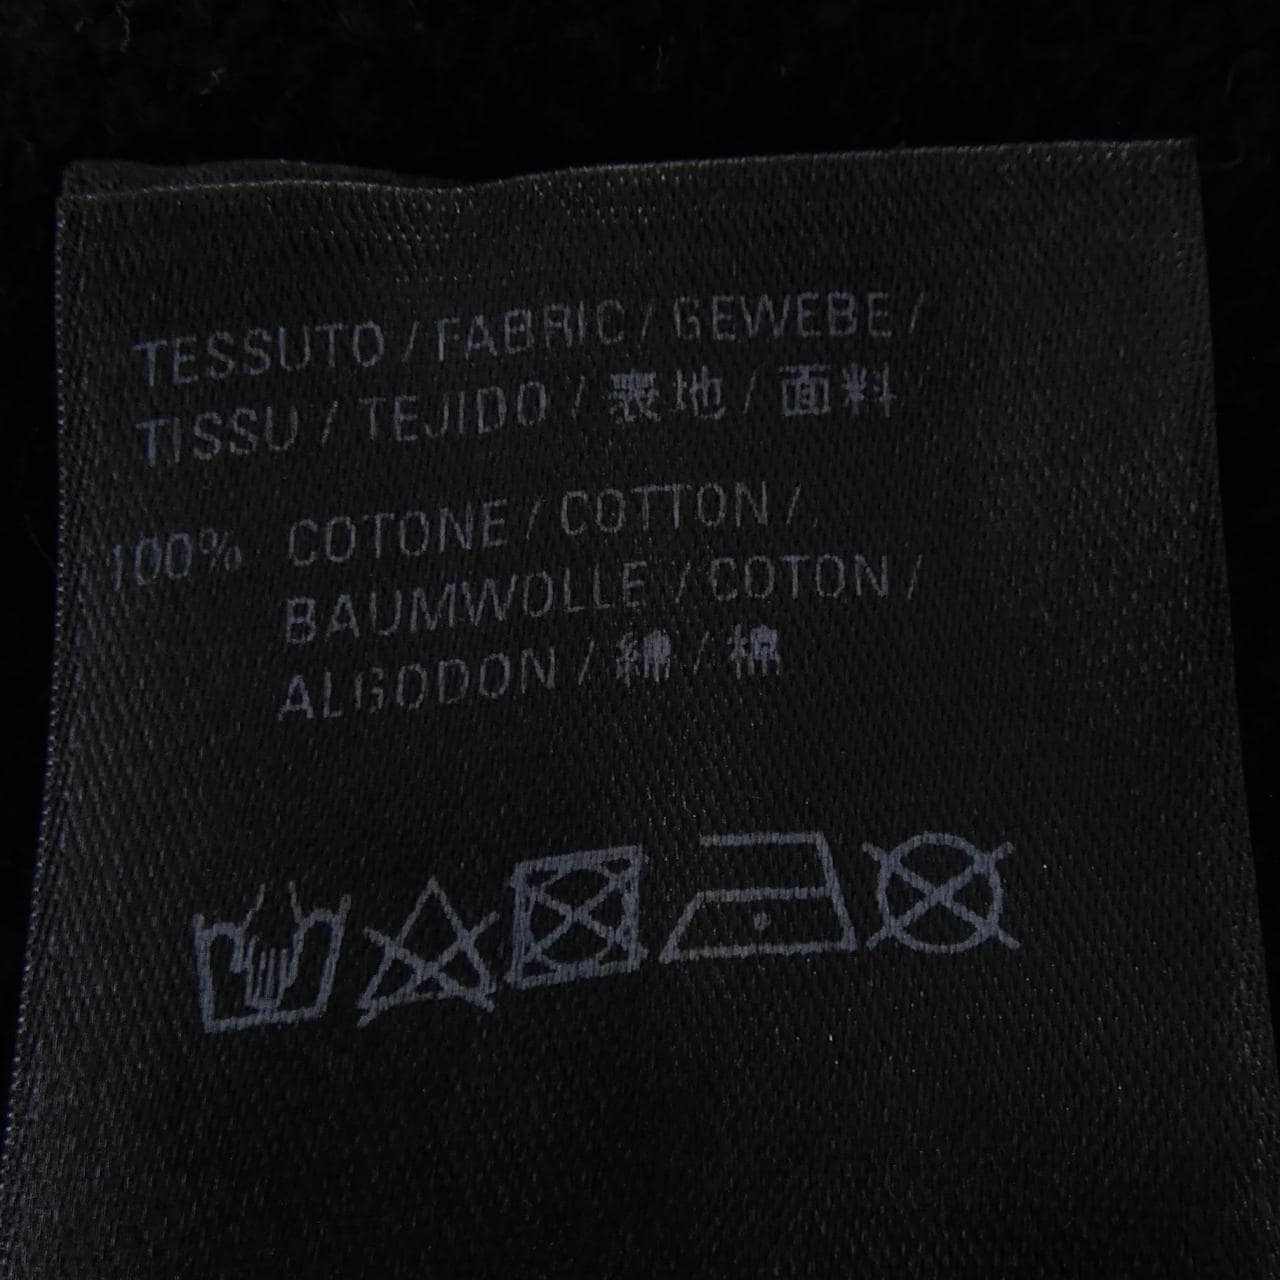 TESSUTO / FABRIC / GEWEBE /
TISSU / TEJIDO / 表地 / 面料
100% COTONE / COTTON /
BAUMWOLLE / COTON /
ALGODON / 綿 / 棉